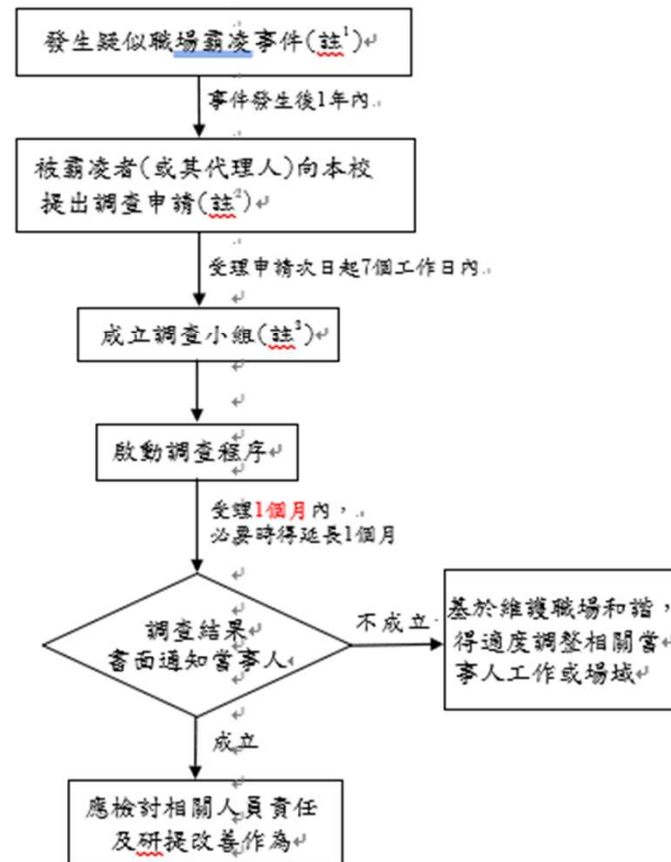 發生疑似職場霸凌事件(註1)
事件發生後1年內
被霸凌者(或其代理人)向本校
提出調查申請(註2)
受理申請次日起7個工作日內
成立調查小組(註3)
啟動調查程序
受理1個月內，
必要時得延長1個月
調查結果
書面通知當事人
不成立
基於維護職場和諧，
得適度調整相關當
事人工作或場域
成立
應檢討相關人員責任
及研提改善作為